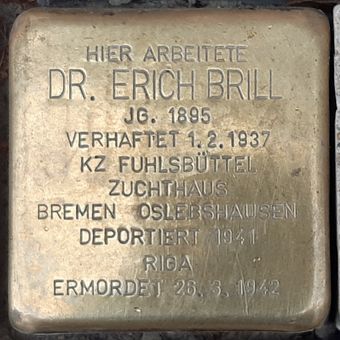 HIER ARBEITETE
DR. ERICH BRILL
JG. 1895
VERHAFTET 1.2.1937
KZ FUHLSBÜTTEL
ZUCHTHAUS
BREMEN OSLEBSHAUSEN
DEPORTIERT 1941
RIGA
ERMORDET 26.3.1942